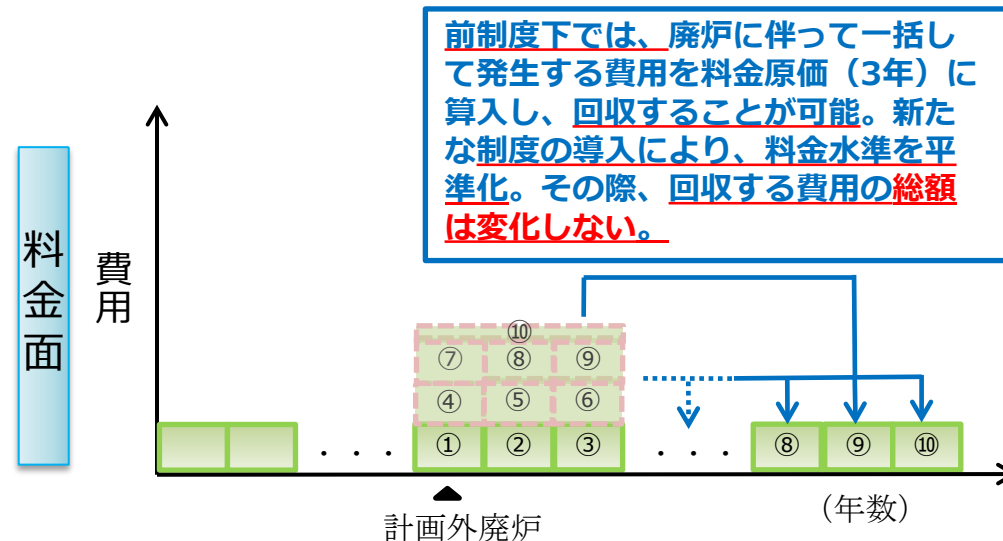 前制度下では、廃炉に伴って一括し
て発生する費用を料金原価（3年）に
算入し、回収することが可能。新た
な制度の導入により、料金水準を平
準化。その際、回収する費用の総額
は変化しない。
料金面
費用
⑩
⑦ ⑧ ⑨
④ ⑤ ⑥
① ② ③ ⑧ ⑨ ⑩
・・・ ・・・
計画外廃炉
（年数）